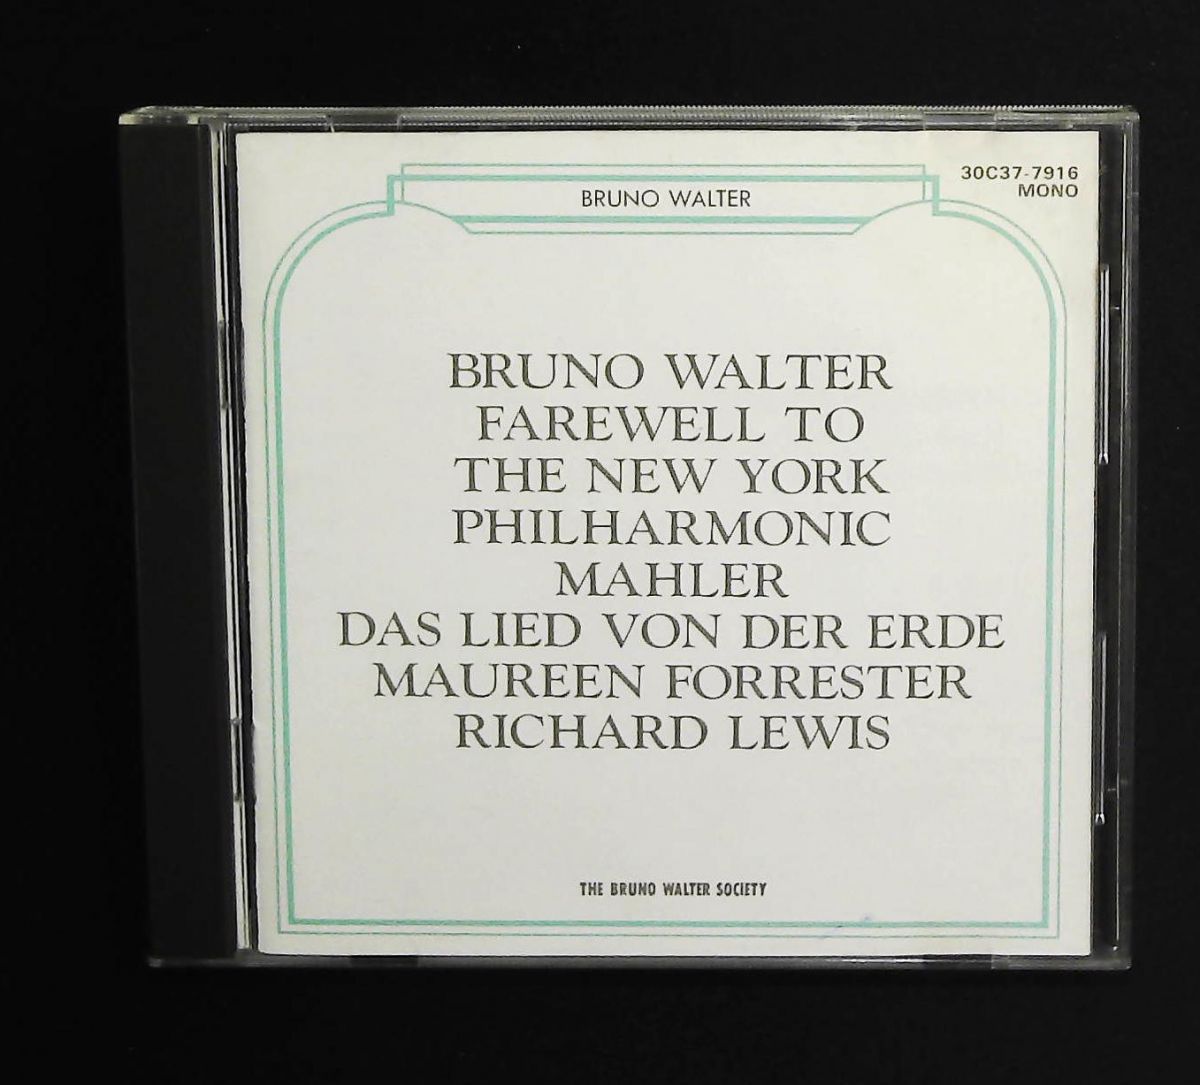 30C37-7916
MONO
BRUNO WALTER
BRUNO WALTER
FAREWELL TO
THE NEW YORK
PHILHARMONIC
MAHLER
DAS LIED VON DER ERDE
MAUREEN FORRESTER
RICHARD LEWIS
THE BRUNO WALTER SOCIETY